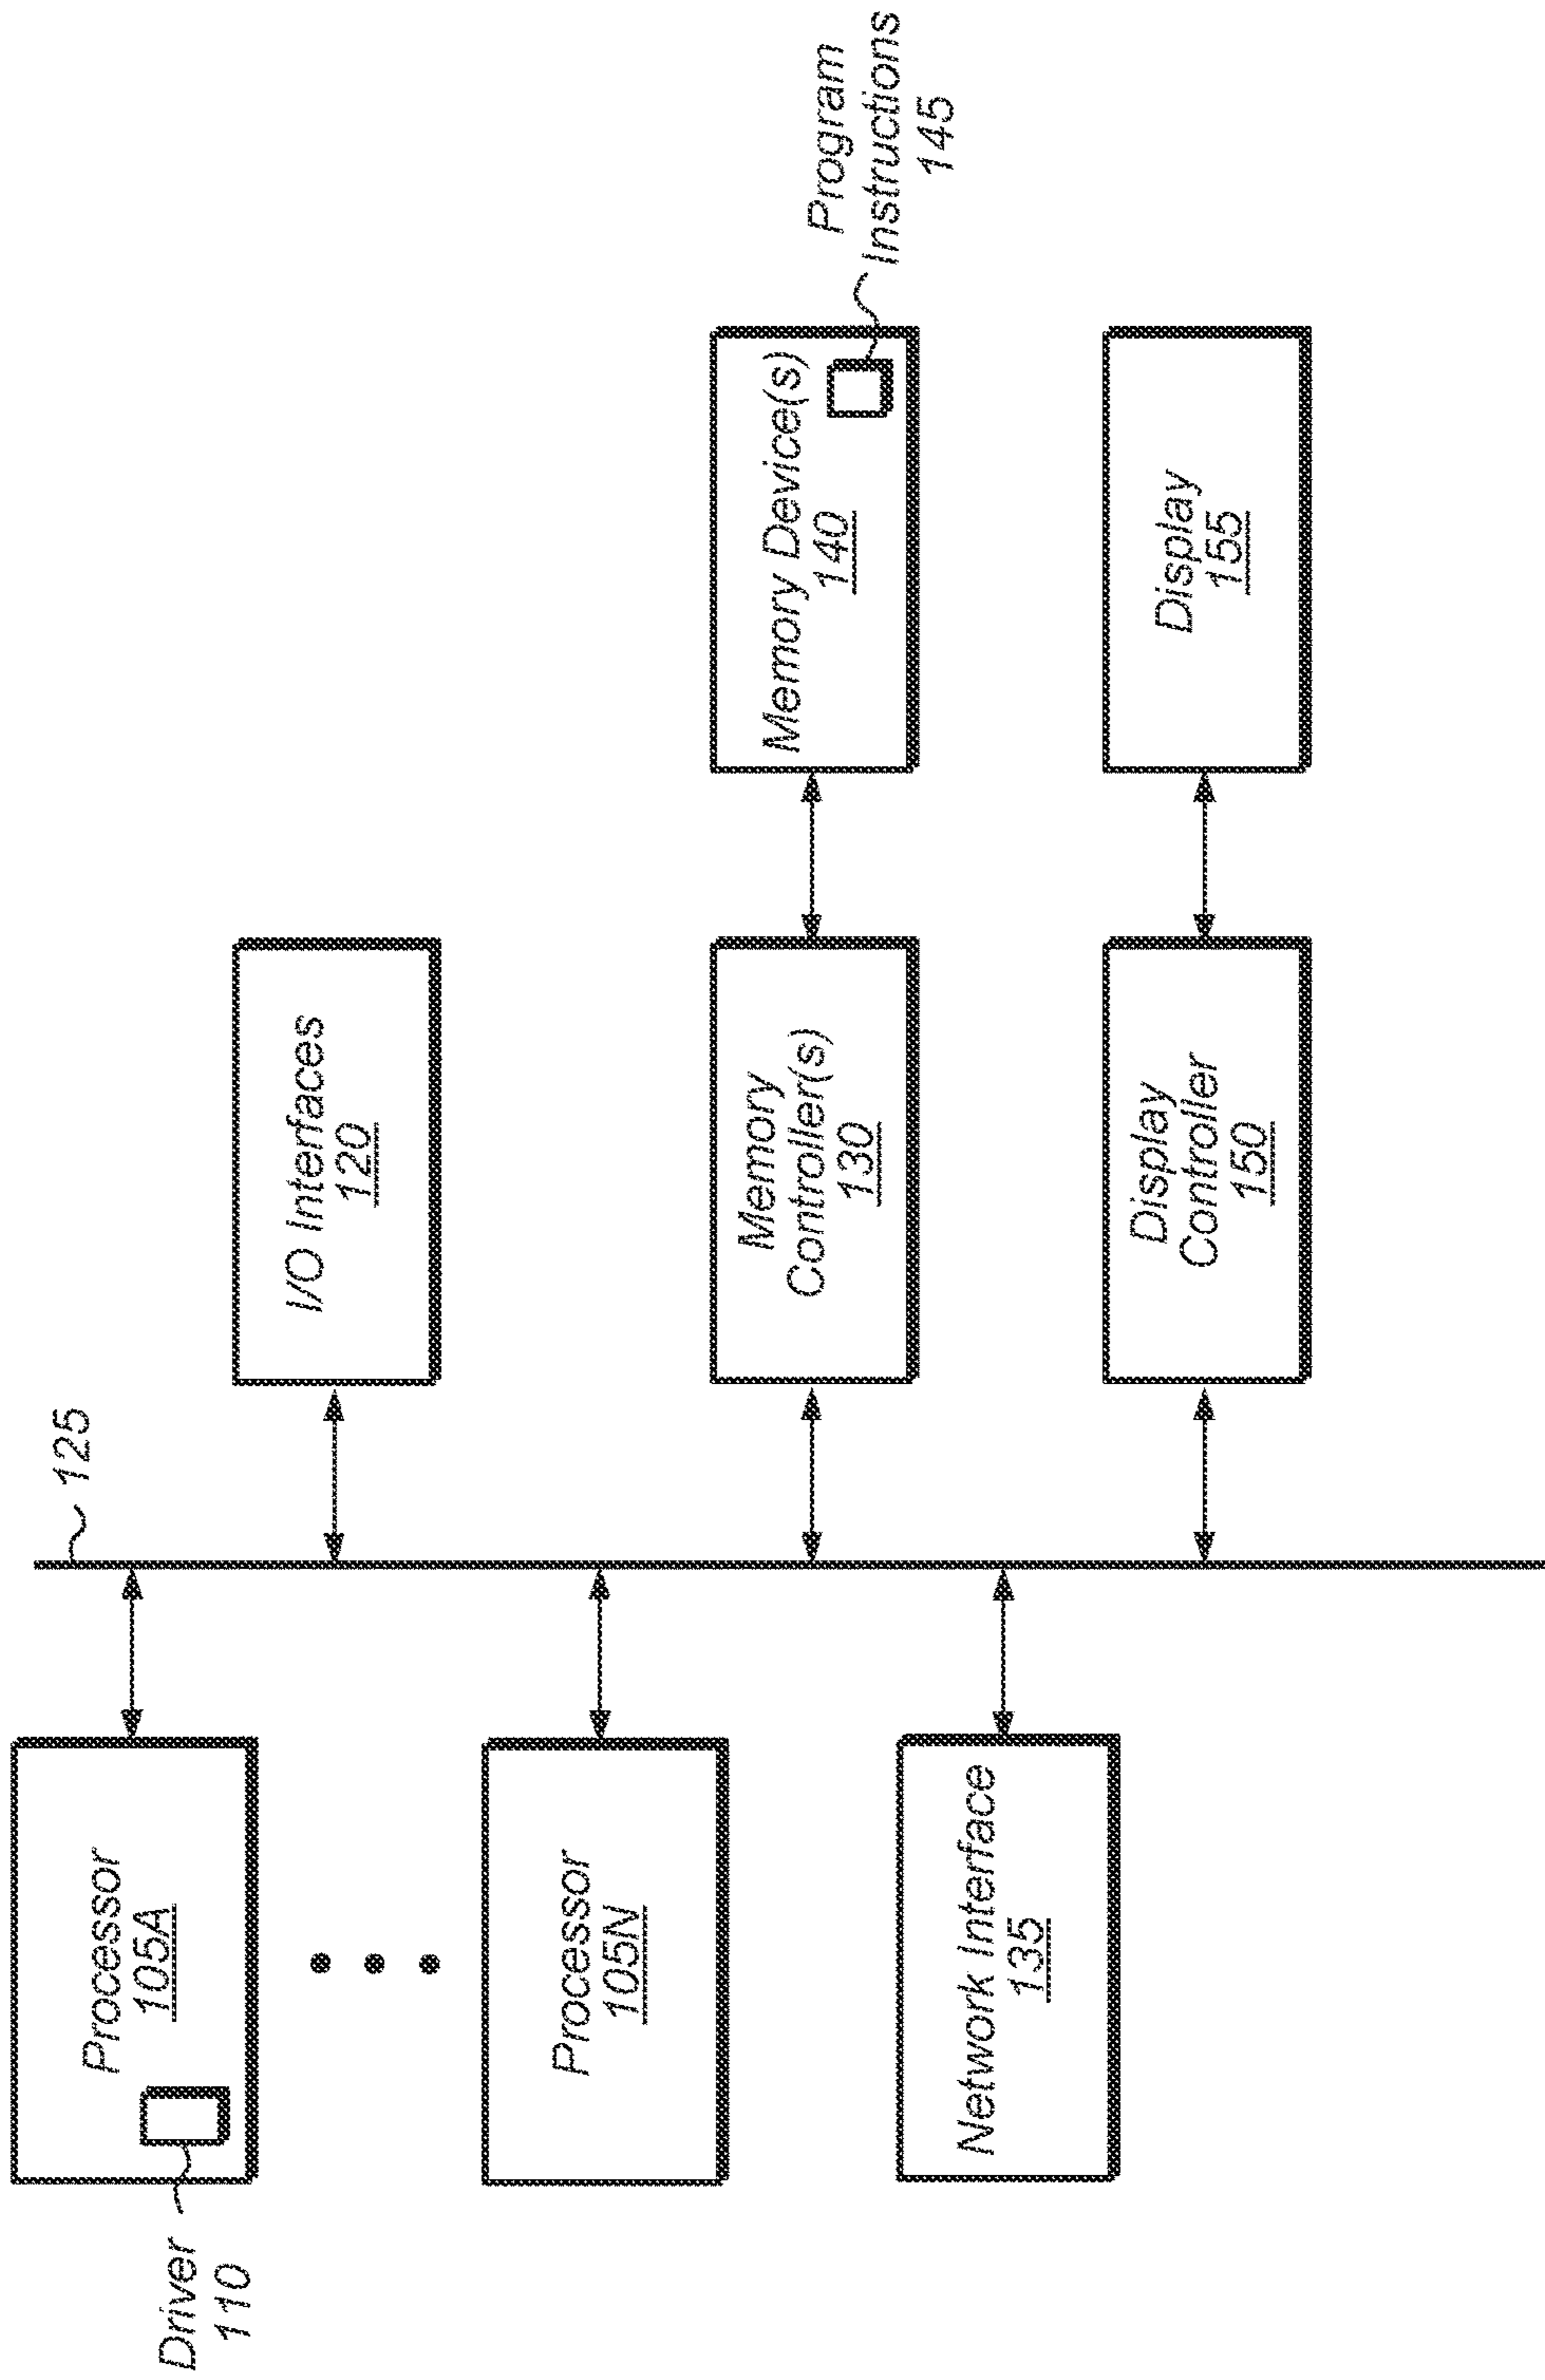 125
Processor
105A
Driver
110
I/O Interfaces
120
Processor
105N
Memory
Controller(s)
130
Memory Device(s)
140
Program
Instructions
145
Network Interface
135
Display
Controller
150
Display
155